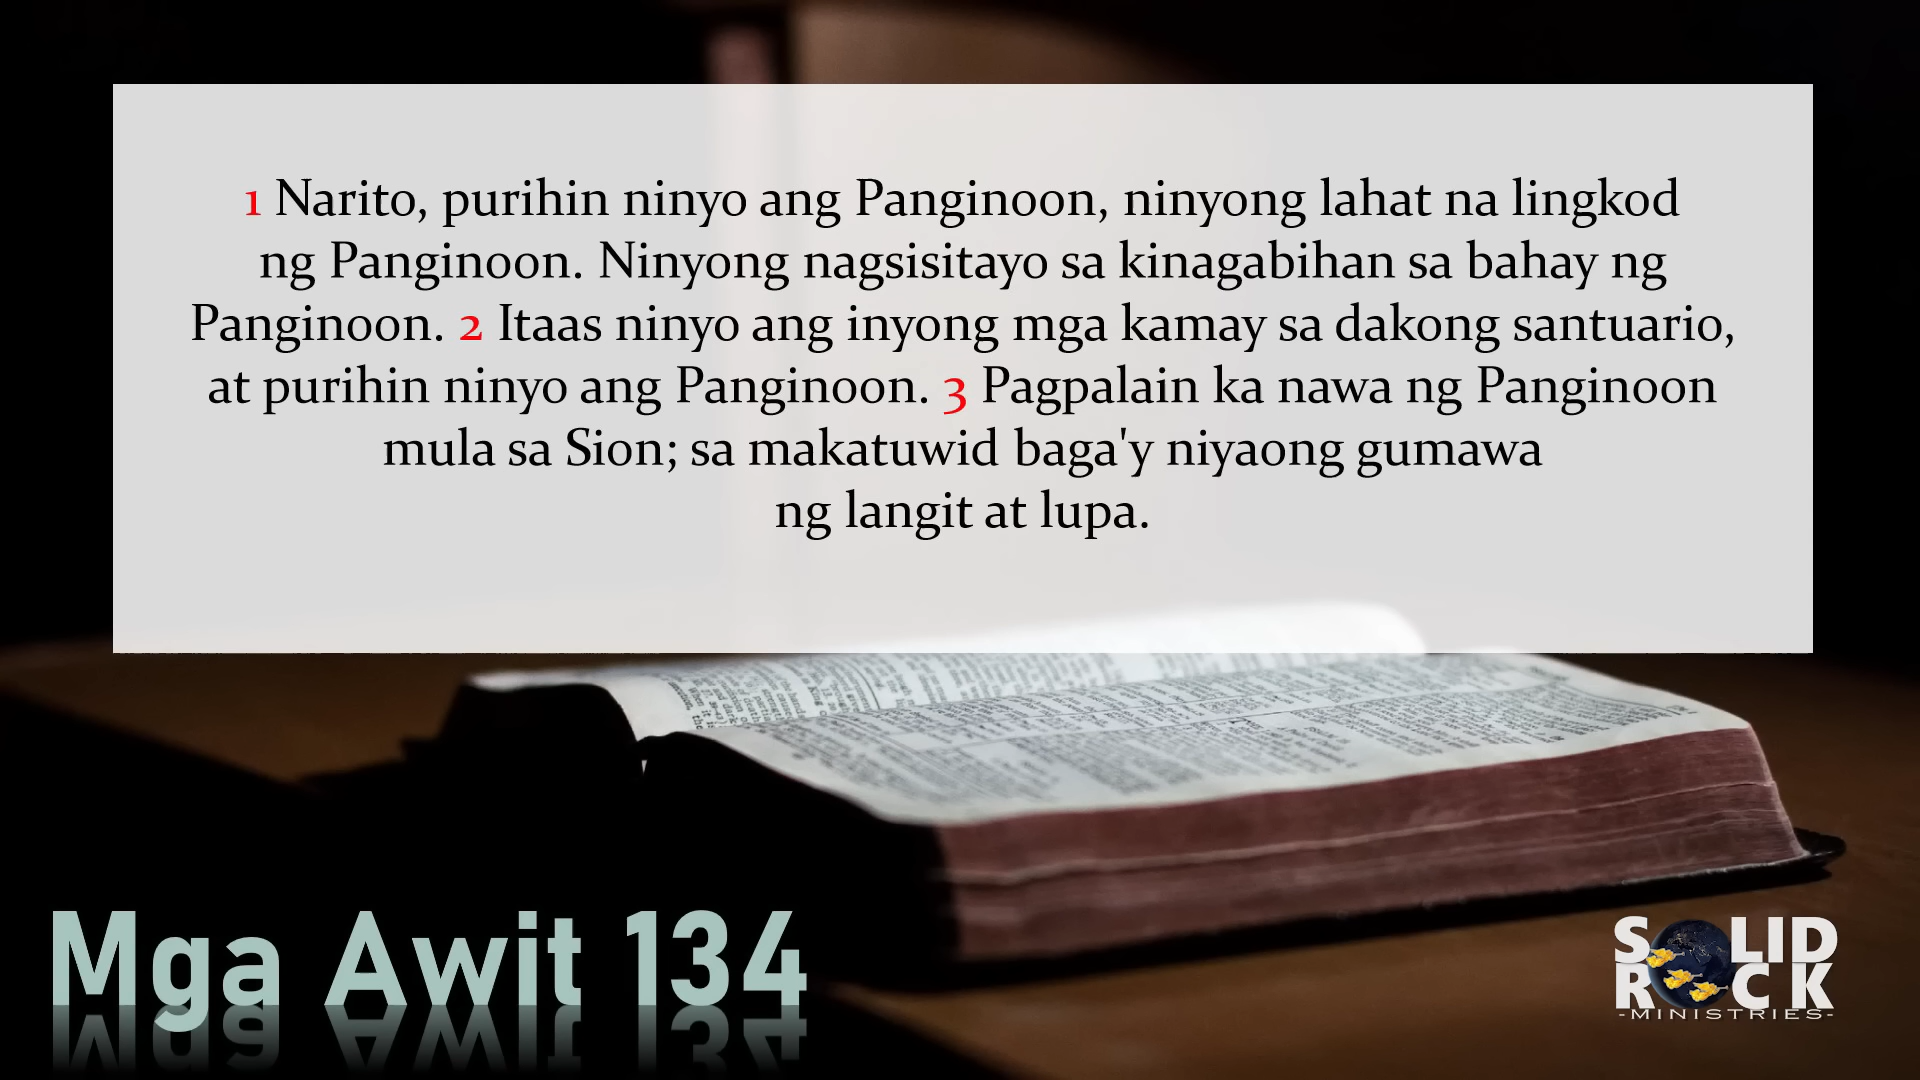 1 Narito, purihin ninyo ang Panginoon, ninyong lahat na lingkod
ng Panginoon. Ninyong nagsisitayo sa kinagabihan sa bahay ng
Panginoon. 2 Itaas ninyo ang inyong mga kamay sa dakong santuario,
at purihin ninyo ang Panginoon. 3 Pagpalain ka nawa ng Panginoon
mula sa Sion; sa makatuwid baga'y niyaong gumawa
ng langit at lupa.
Mga Awit 134
SOLID
ROCK
-MINISTRIES-